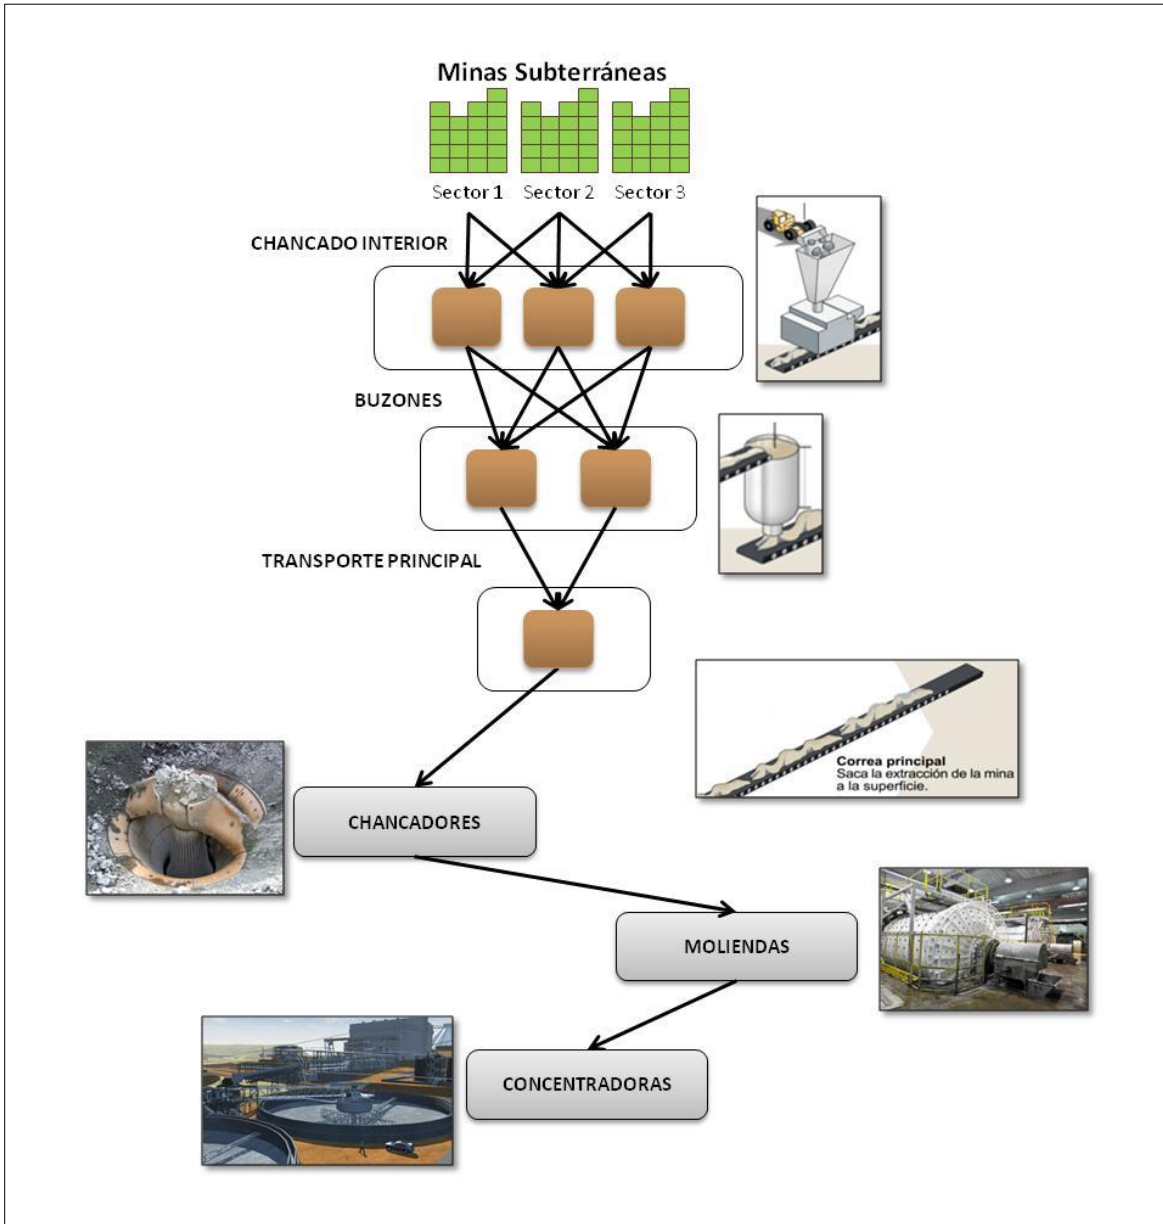 Minas Subterráneas
Sector 1 Sector 2 Sector 3
CHANCADO INTERIOR
BUZONES
TRANSPORTE PRINCIPAL
Correa principal
Saca la extracción de la mina
a la superficie.
CHANCADORES
MOLIENDAS
CONCENTRADORAS